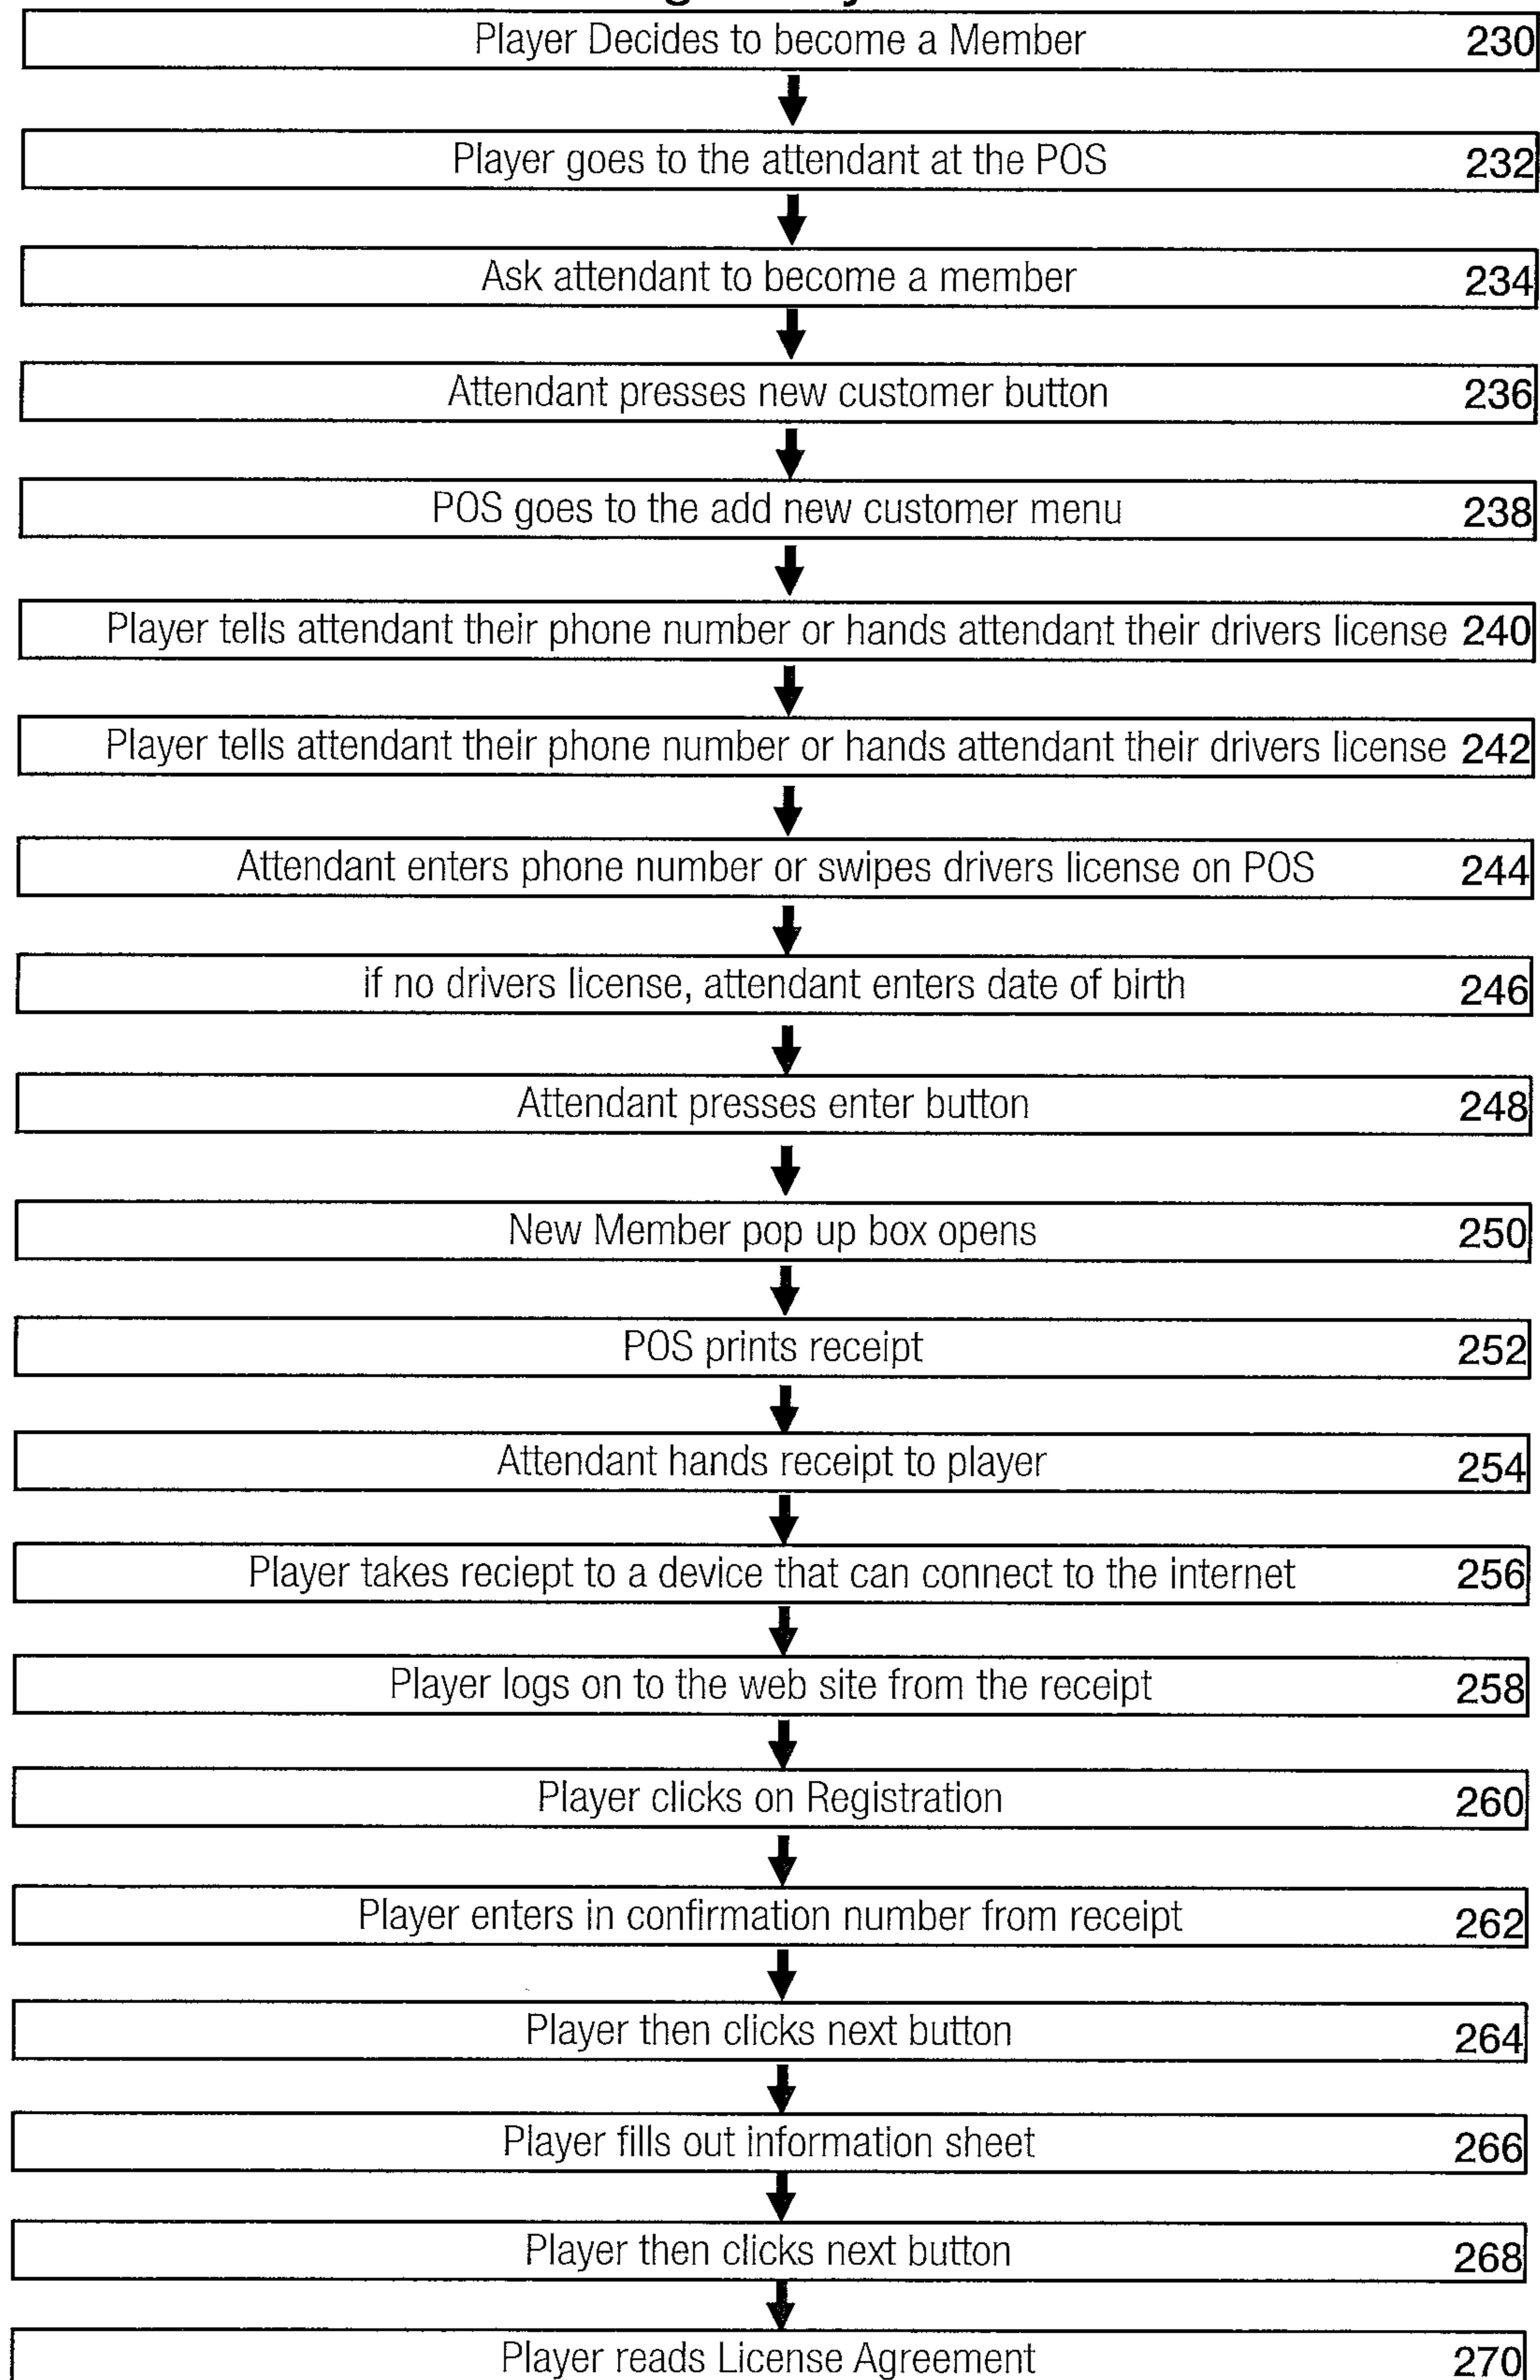 Player Decides to become a Member 230
Player goes to the attendant at the POS 232
Ask attendant to become a member 234
Attendant presses new customer button 236
POS goes to the add new customer menu 238
Player tells attendant their phone number or hands attendant their drivers license 240
Player tells attendant their phone number or hands attendant their drivers license 242
Attendant enters phone number or swipes drivers license on POS 244
if no drivers license, attendant enters date of birth 246
Attendant presses enter button 248
New Member pop up box opens 250
POS prints receipt 252
Attendant hands receipt to player 254
Player takes reciept to a device that can connect to the internet 256
Player logs on to the web site from the receipt 258
Player clicks on Registration 260
Player enters in confirmation number from receipt 262
Player then clicks next button 264
Player fills out information sheet 266
Player then clicks next button 268
Player reads License Agreement 270